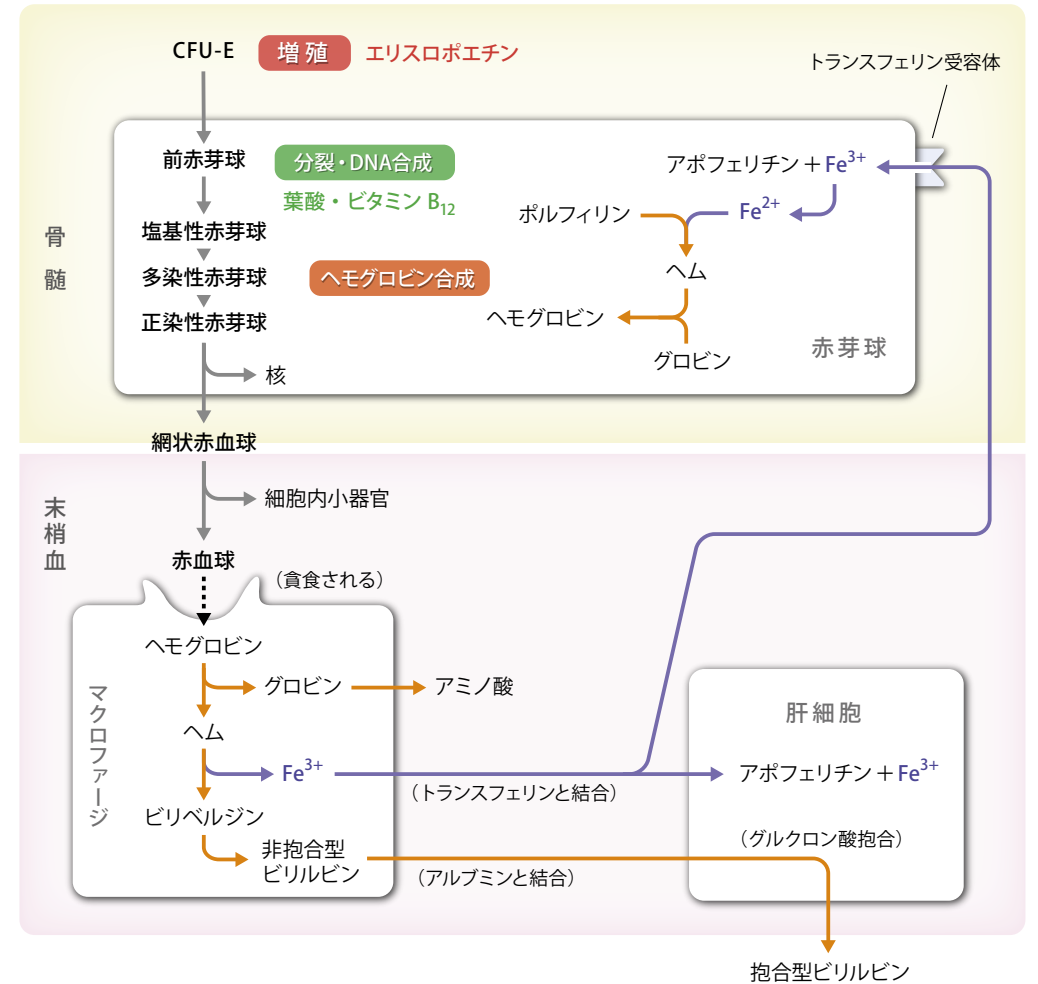 CFU-E
増殖
エリスロポエチン
トランスフェリン受容体
骨髄
前赤芽球
分裂・DNA合成
葉酸・ビタミン B12
アポフェリチン＋Fe3+
Fe2+
ポルフィリン
塩基性赤芽球
多染性赤芽球
ヘモグロビン合成
ヘム
正染性赤芽球
ヘモグロビン
グロビン
赤芽球
核
網状赤血球
末梢血
細胞内小器官
赤血球
（貪食される）
マクロファージ
ヘモグロビン
グロビン
アミノ酸
ヘム
Fe3+
（トランスフェリンと結合）
ビリベルジン
非抱合型
ビリルビン
（アルブミンと結合）
肝細胞
アポフェリチン＋Fe3+
（グルクロン酸抱合）
抱合型ビリルビン